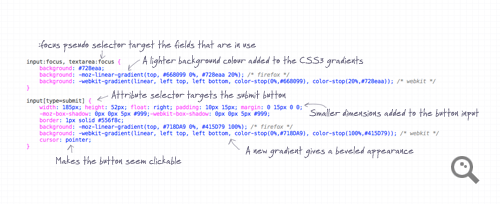 :focus pseudo selector target the fields that are in use
input:focus, textarea:focus {
A lighter background colour added to the CSS3 gradients
background: #728eaa;
background: -moz-linear-gradient(top, #668099 0%, #728eaa 20%); /* firefox */
background: -webkit-gradient(linear, left top, left bottom, color-stop(0%,#668099), color-stop(20%,#728eaa)); /* webkit */
}
Attribute selector targets the submit button
input[type=submit] {
width: 185px; height: 52px; float: right; padding: 10px 15px; margin: 0 15px 0 0;
Smaller dimensions added to the button input
-moz-box-shadow: 0px 0px 5px #999;-webkit-box-shadow: 0px 0px 5px #999;
border: 1px solid #556f8c;
background: -moz-linear-gradient(top, #718DA9 0%, #415D79 100%); /* firefox */
background: -webkit-gradient(linear, left top, left bottom, color-stop(0%,#718DA9), color-stop(100%,#415D79)); /* webkit */
cursor: pointer;
}
A new gradient gives a beveled appearance
Makes the button seem clickable